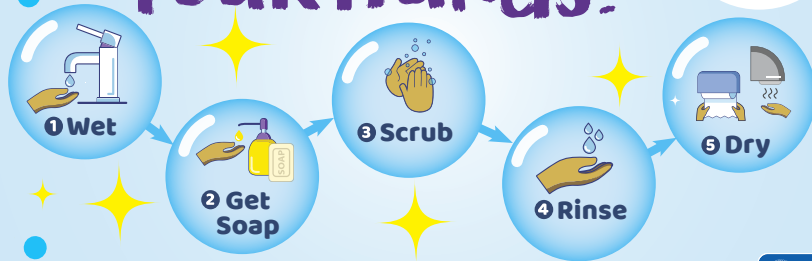 ① Wet
② Get
Soap
SOAP
③ Scrub
④ Rinse
⑤ Dry